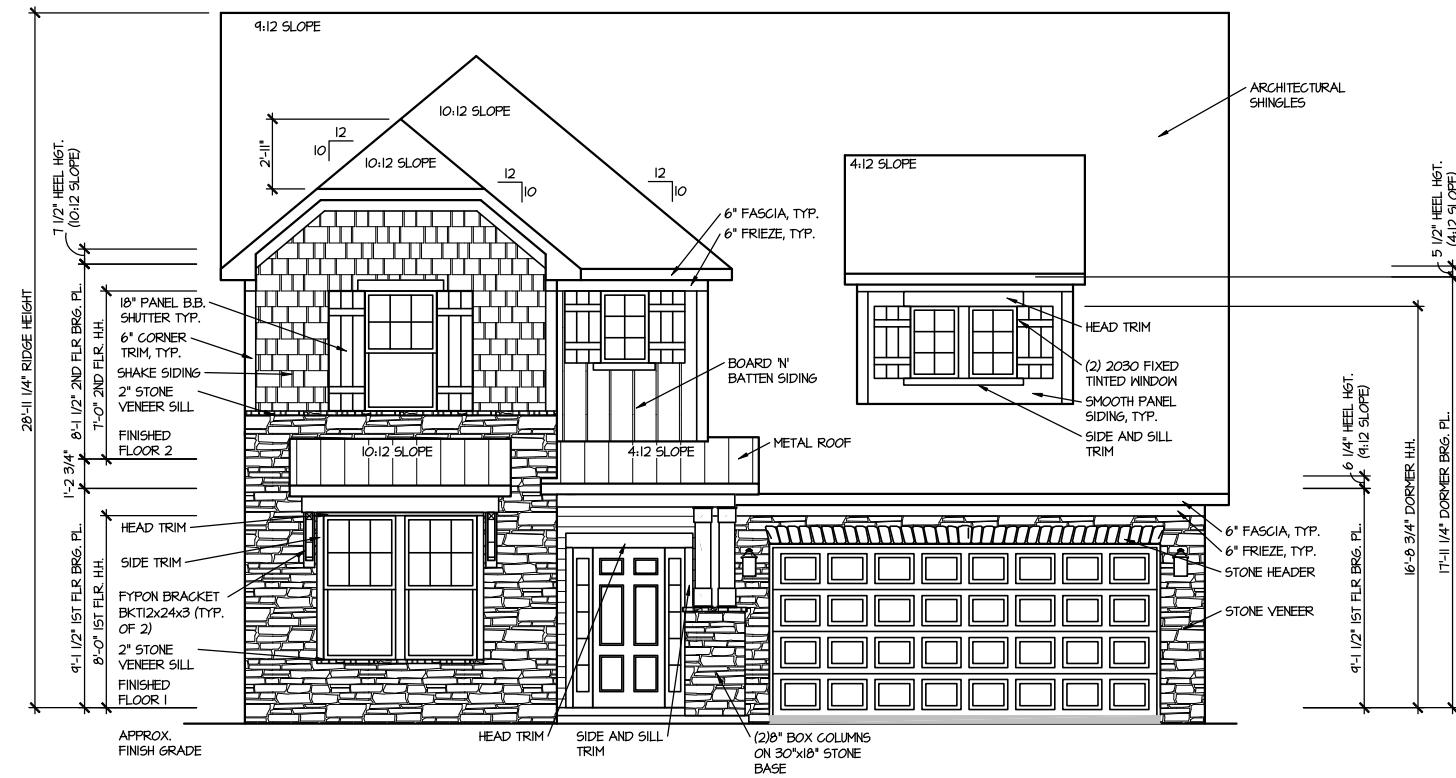 9:12 SLOPE
ARCHITECTURAL
SHINGLES
10:12 SLOPE
12
10
2'-11"
10:12 SLOPE
12
10
12
10
4:12 SLOPE
7 1/2" HEEL HGT.
(10:12 SLOPE)
5 1/2" HEEL HGT.
(4:12 SLOPE)
6" FASCIA, TYP.
6" FRIEZE, TYP.
28'-11 1/4" RIDGE HEIGHT
8'-1 1/2" 2ND FLR BRG. PL.
7'-0" 2ND FLR. H.H.
18" PANEL B.B.
SHUTTER TYP.
6" CORNER
TRIM, TYP.
SHAKE SIDING
2" STONE
VENEER SILL
FINISHED
FLOOR 2
BOARD 'N'
BATTEN SIDING
HEAD TRIM
(2) 2030 FIXED
TINTED WINDOW
SMOOTH PANEL
SIDING, TYP.
SIDE AND SILL
TRIM
METAL ROOF
10:12 SLOPE
4:12 SLOPE
1'-2 3/4"
6 1/4" HEEL HGT.
(9:12 SLOPE)
9'-1 1/2" 1ST FLR BRG. PL.
8'-0" 1ST FLR. H.H.
HEAD TRIM
SIDE TRIM
FYPON BRACKET
BKT12x24x3 (TYP.
OF 2)
2" STONE
VENEER SILL
FINISHED
FLOOR 1
6" FASCIA, TYP.
6" FRIEZE, TYP.
STONE HEADER
STONE VENEER
9'-1 1/2" 1ST FLR BRG. PL.
16'-8 3/4" DORMER H.H.
17'-11 1/4" DORMER BRG. PL.
APPROX.
FINISH GRADE
HEAD TRIM
SIDE AND SILL
TRIM
(2)8" BOX COLUMNS
ON 30"x18" STONE
BASE